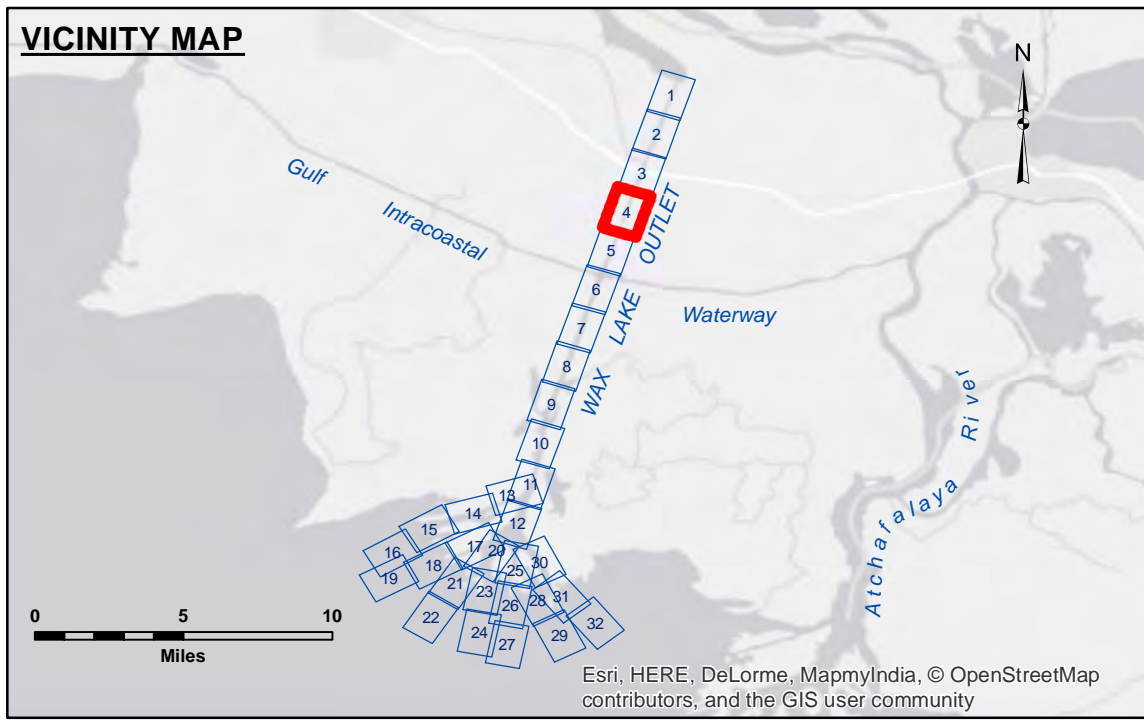 VICINITY MAP
N
1
2
3
4
5
6
7
8
9
10
11
13
12
14
15
16
17
20
18
19
21
25
30
23
26
28
31
22
24
27
29
32
Gulf
Intracoastal
Waterway
WAX LAKE OUTLET
Atchafalaya River
0 5 10
Miles
Esri, HERE, DeLorme, MapmyIndia, © OpenStreetMap
contributors, and the GIS user community